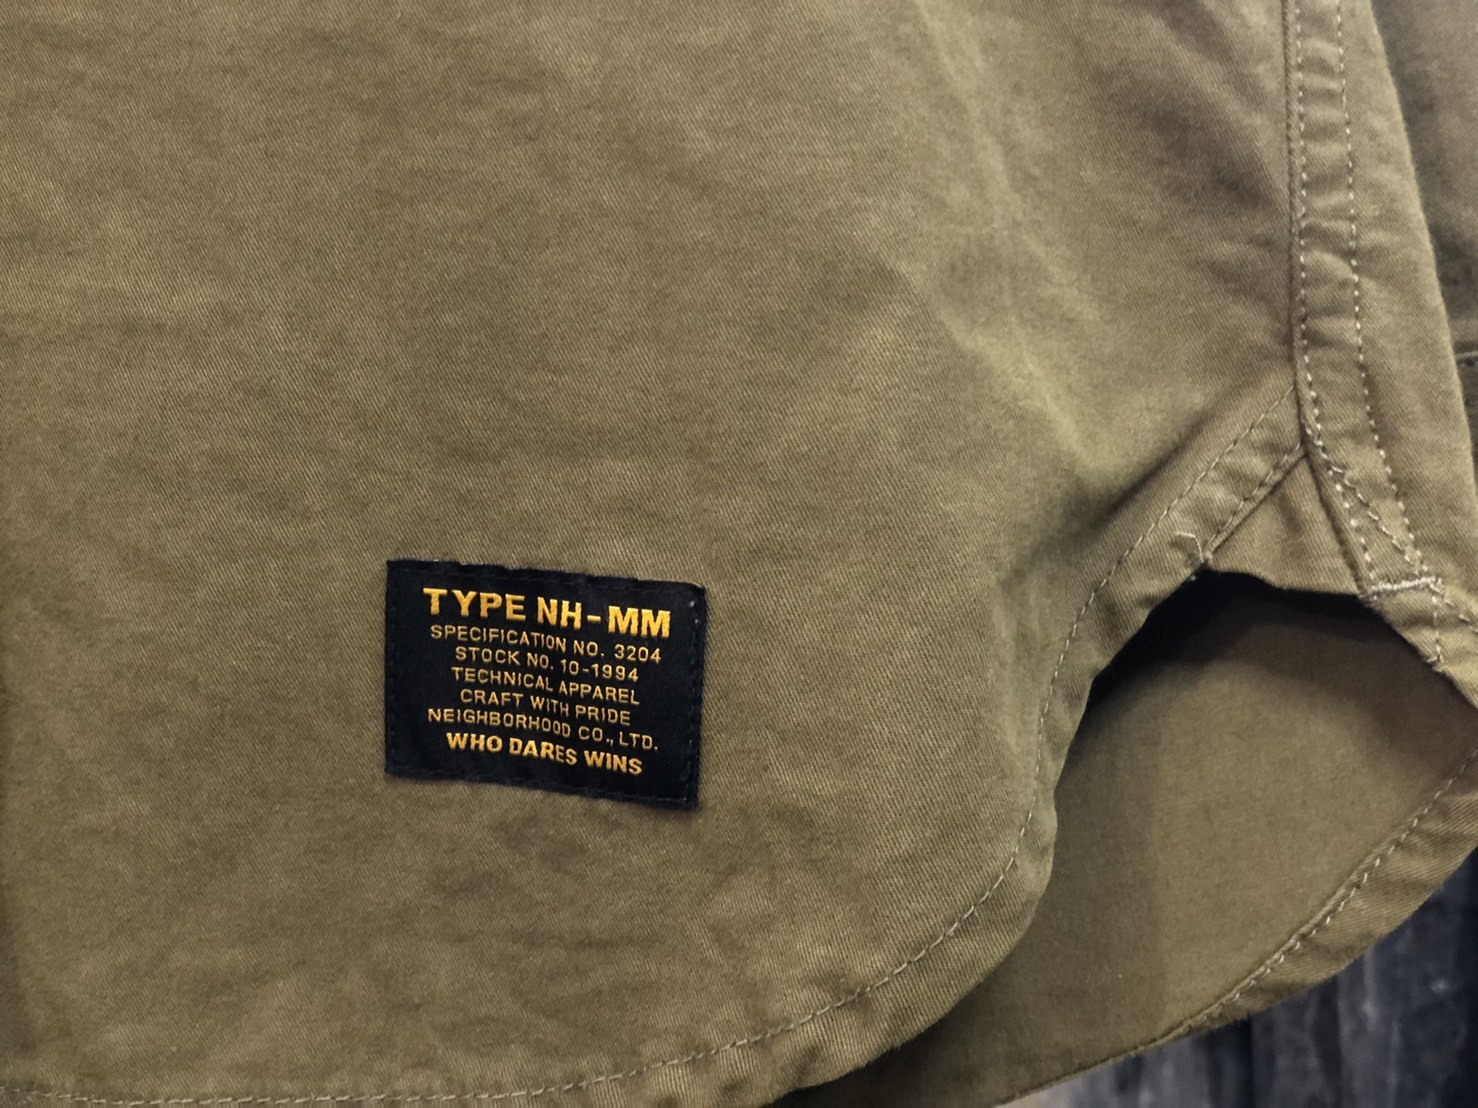 TYPE NH-MM
SPECIFICATION NO. 3204
STOCK NO. 10-1994
TECHNICAL APPAREL
CRAFT WITH PRIDE
NEIGHBORHOOD CO., LTD.
WHO DARES WINS